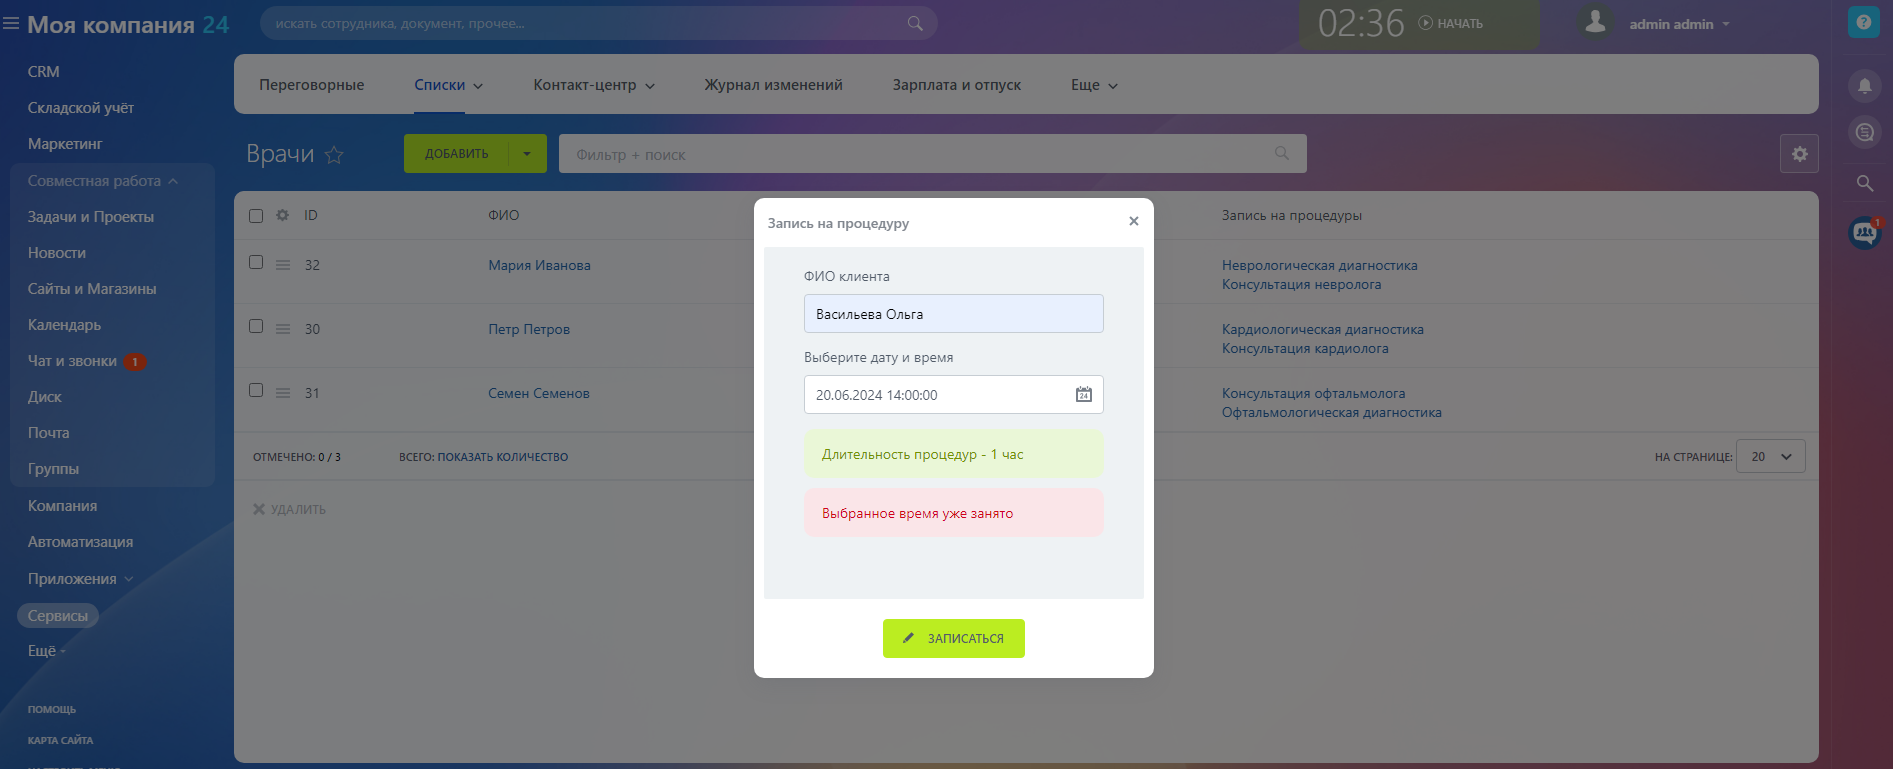 Моя компания 24
искать сотрудника, документ, прочее...
02:36 НАЧАТЬ
admin admin
CRM
Складской учёт
Маркетинг
Совместная работа
Задачи и Проекты
Новости
Сайты и Магазины
Календарь
Чат и звонки 1
Диск
Почта
Группы
Компания
Автоматизация
Приложения
Сервисы
Ещё
ПОМОЩЬ
КАРТА САЙТА
Переговорные Списки Контакт-центр Журнал изменений Зарплата и отпуск Еще
Врачи ДОБАВИТЬ Фильтр + поиск
ID ФИО Запись на процедуры
32 Мария Иванова Неврологическая диагностика
Консультация невролога
30 Петр Петров Кардиологическая диагностика
Консультация кардиолога
31 Семен Семенов Консультация офтальмолога
Офтальмологическая диагностика
ОТМЕЧЕНО: 0 / 3 ВСЕГО: ПОКАЗАТЬ КОЛИЧЕСТВО НА СТРАНИЦЕ: 20
УДАЛИТЬ
Запись на процедуру
ФИО клиента
Васильева Ольга
Выберите дату и время
20.06.2024 14:00:00
24
Длительность процедур - 1 час
Выбранное время уже занято
ЗАПИСАТЬСЯ
?
1